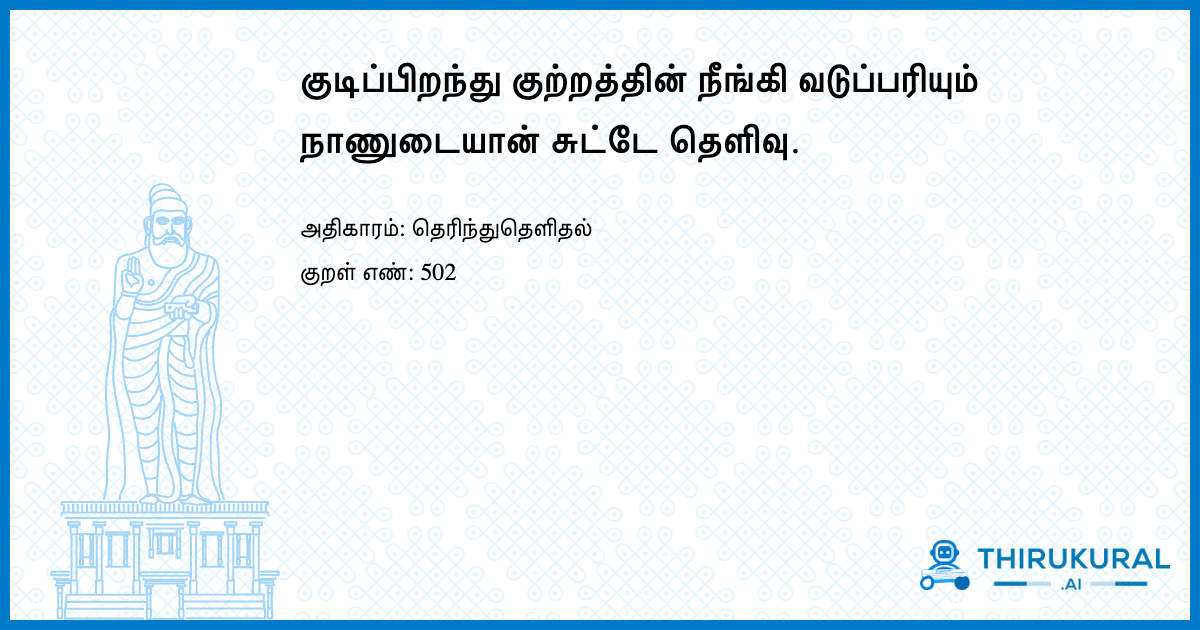 குடிப்பிறந்து குற்றத்தின் நீங்கி வடுப்பரியும்
நாணுடையான் சுட்டே தெளிவு.
அதிகாரம்: தெரிந்துதெளிதல்
குறள் எண்: 502
THIRUKURAL
.AI